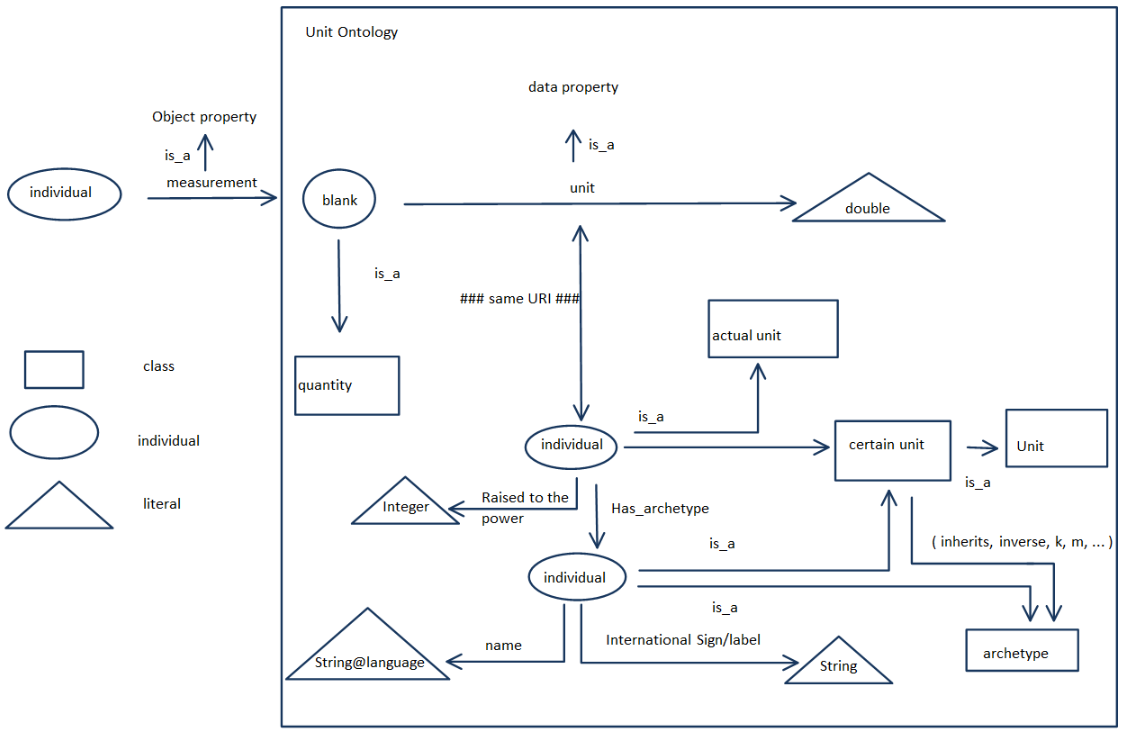 Unit Ontology
data property
Object property
is_a
is_a
measurement
unit
individual
blank
double
is_a
### same URI ###
actual unit
class
quantity
is_a
individual
individual
certain unit
Unit
is_a
literal
Integer
Raised to the
power
Has_archetype
is_a
( inherits, inverse, k, m, ... )
individual
is_a
name
International Sign/label
String@language
String
archetype